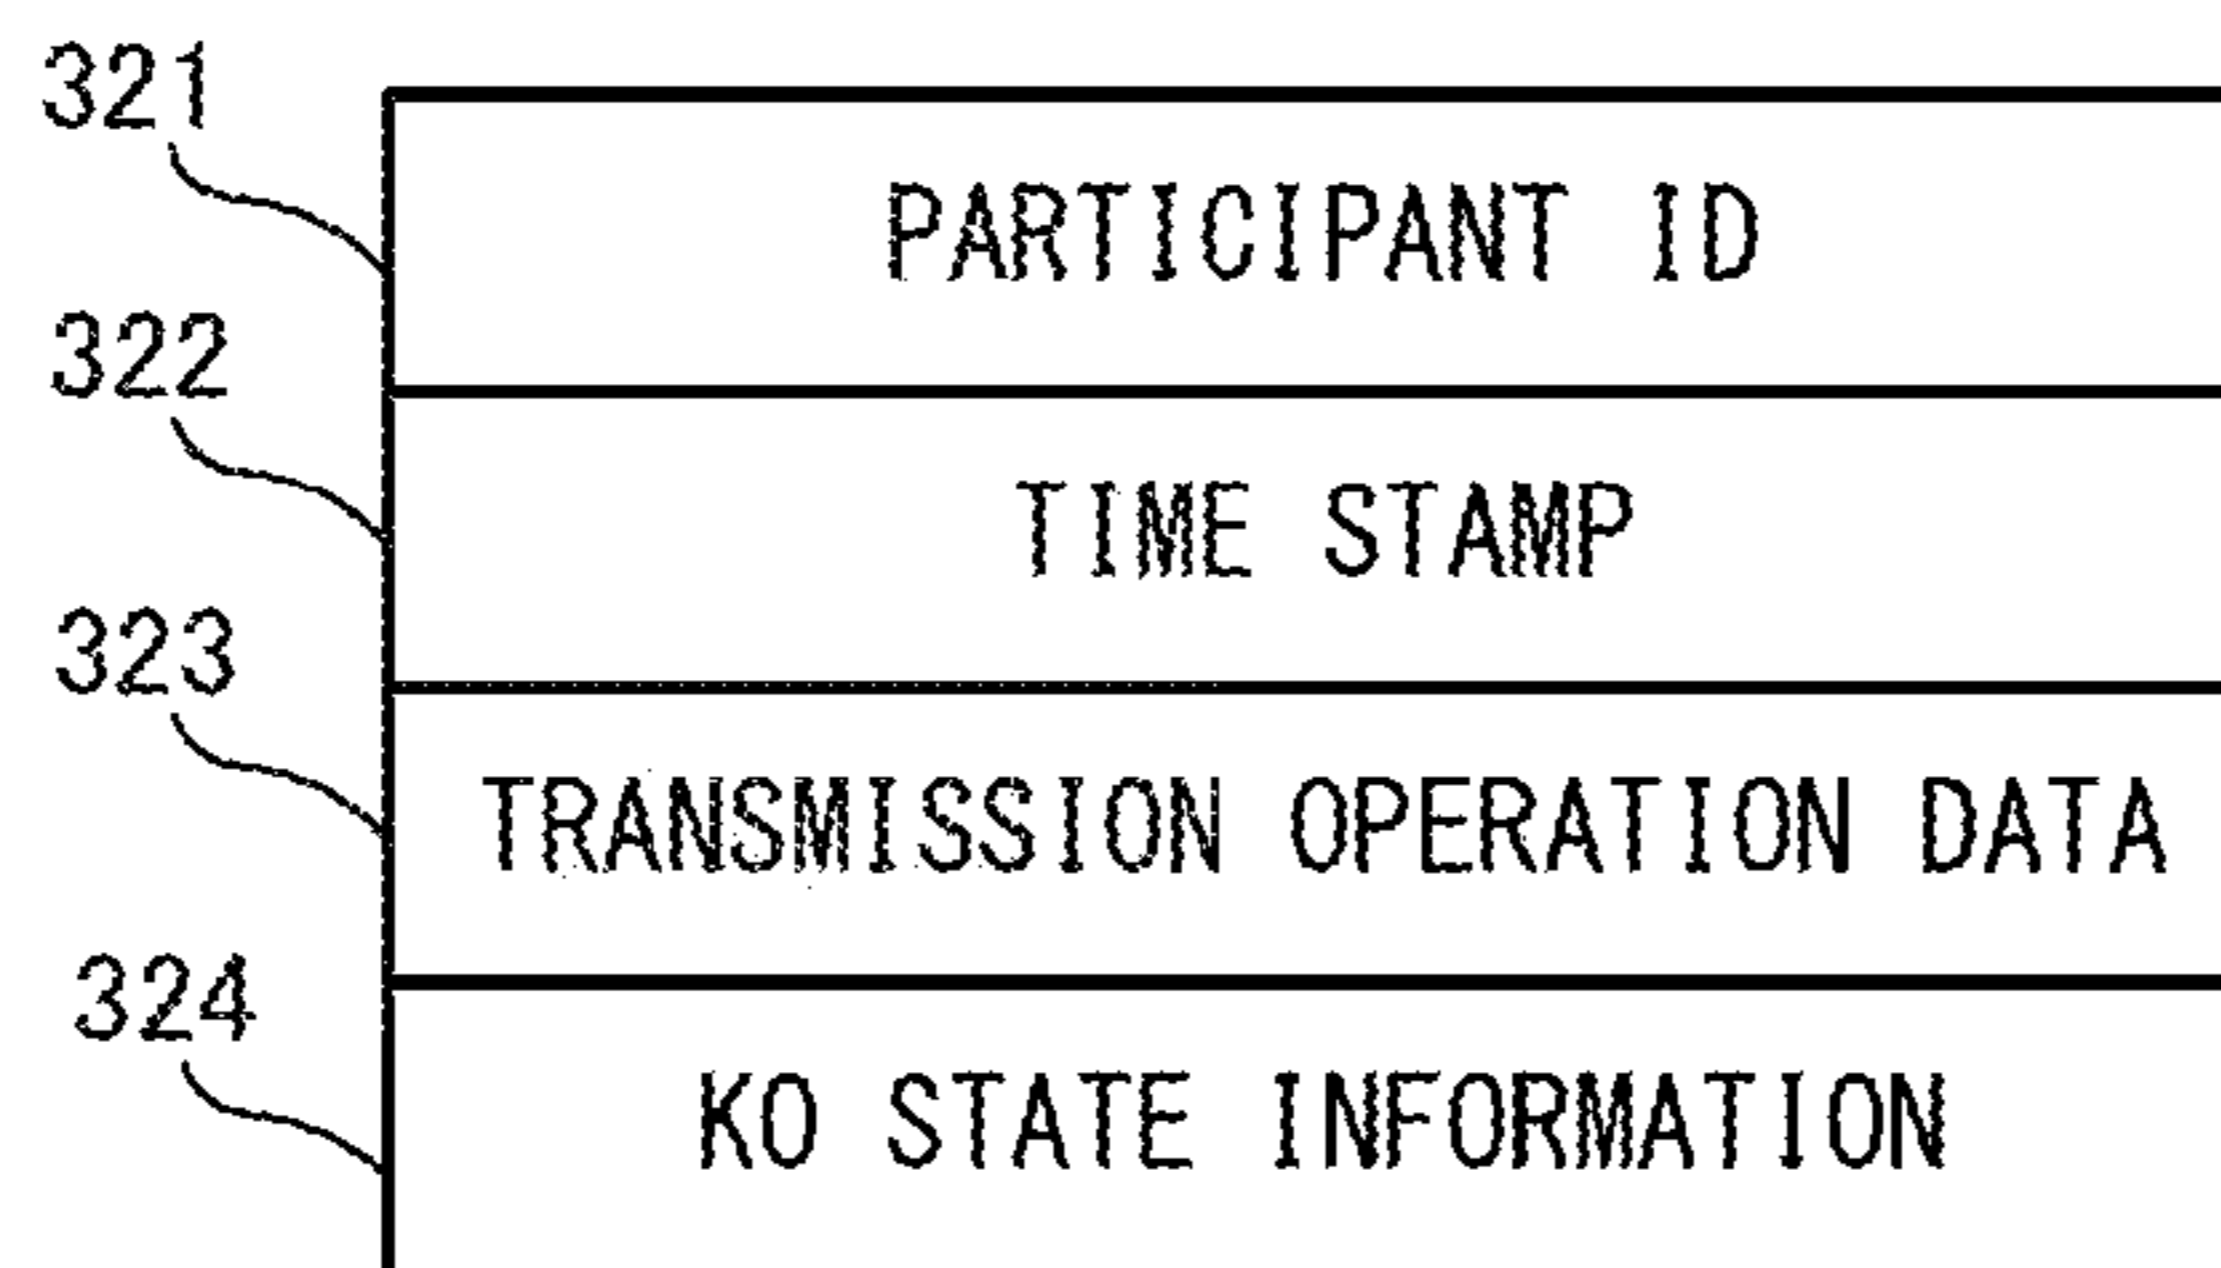 321
PARTICIPANT ID
322
TIME STAMP
323
TRANSMISSION OPERATION DATA
324
KO STATE INFORMATION